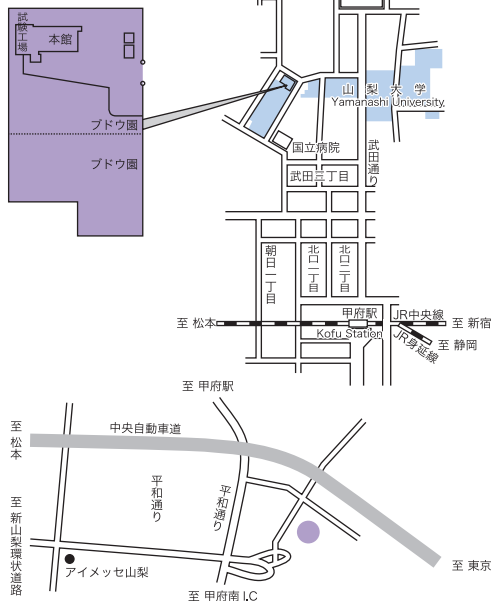 試験工場
本館
ブドウ園
ブドウ園
山梨大学
Yamanashi University
国立病院
武田通り
武田三丁目
朝日一丁目
北口一丁目
北口二丁目
甲府駅
JR中央線
至 松本
至 新宿
Kofu Station
JR身延線
至 静岡
至 甲府駅
至 松本
中央自動車道
平和通り
平和通り
至 新山梨環状道路
アイメッセ山梨
至 東京
至 甲府南I.C